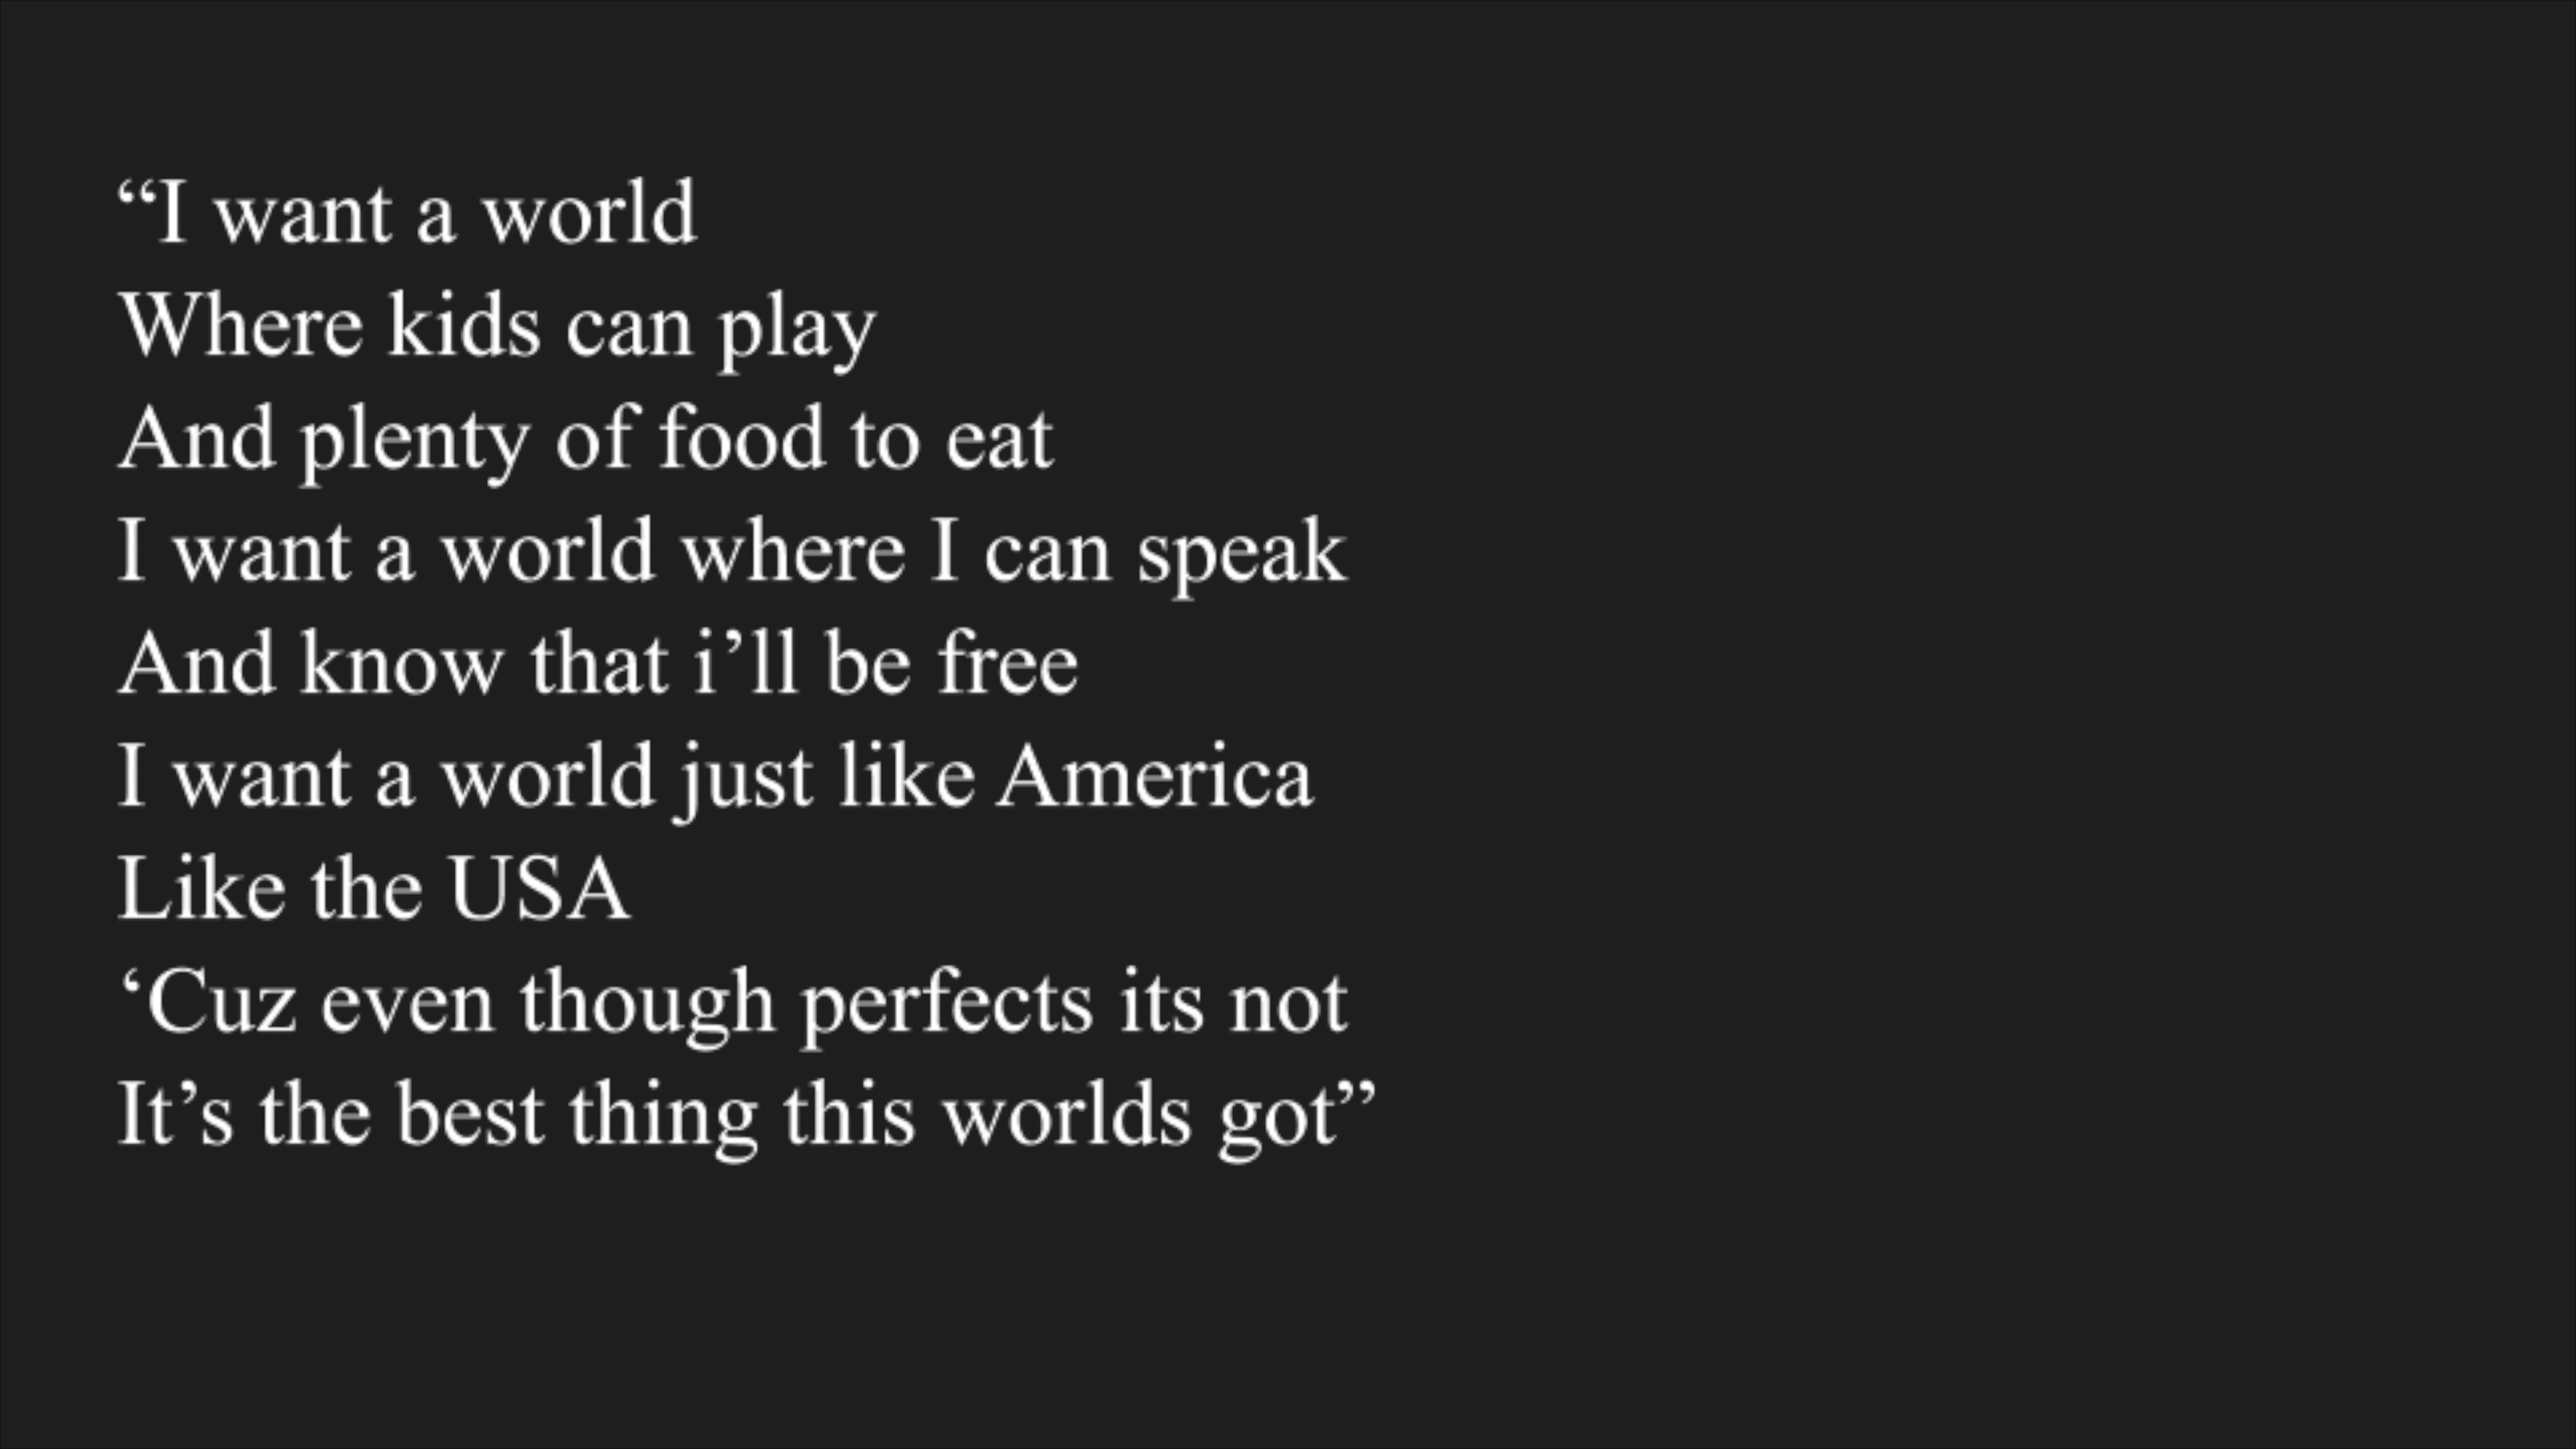 “I want a world
Where kids can play
And plenty of food to eat
I want a world where I can speak
And know that i’ll be free
I want a world just like America
Like the USA
‘Cuz even though perfects its not
It’s the best thing this worlds got”